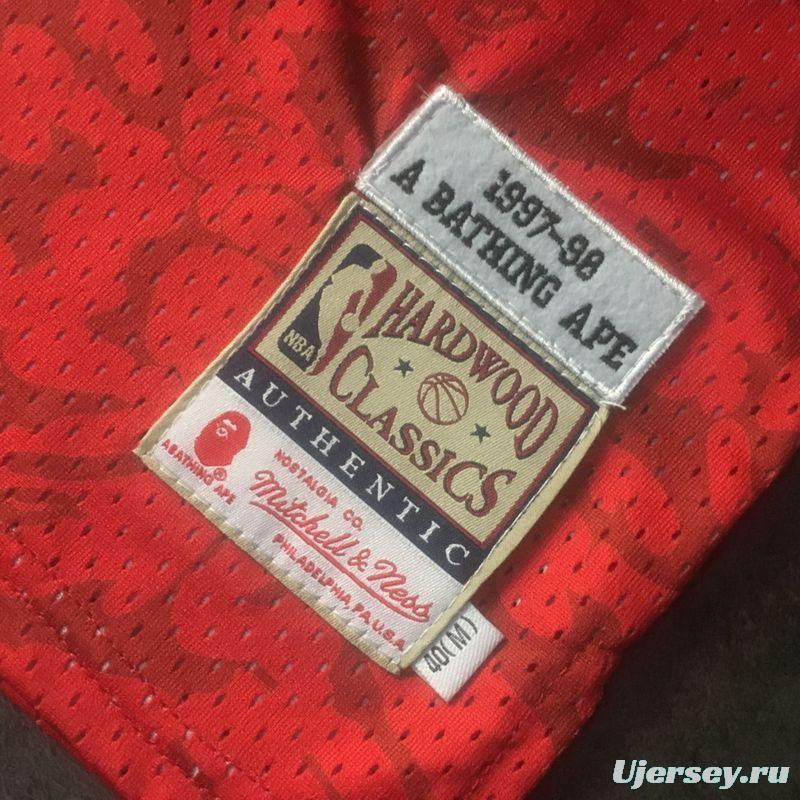 1997-98
A BATHING APE
HARDWOOD
CLASSICS
NBA
AUTHENTIC
A BATHING APE®
NOSTALGIA CO.
Mitchell & Ness
PHILADELPHIA, PA, U.S.A
40(M)
Ujersey.ru